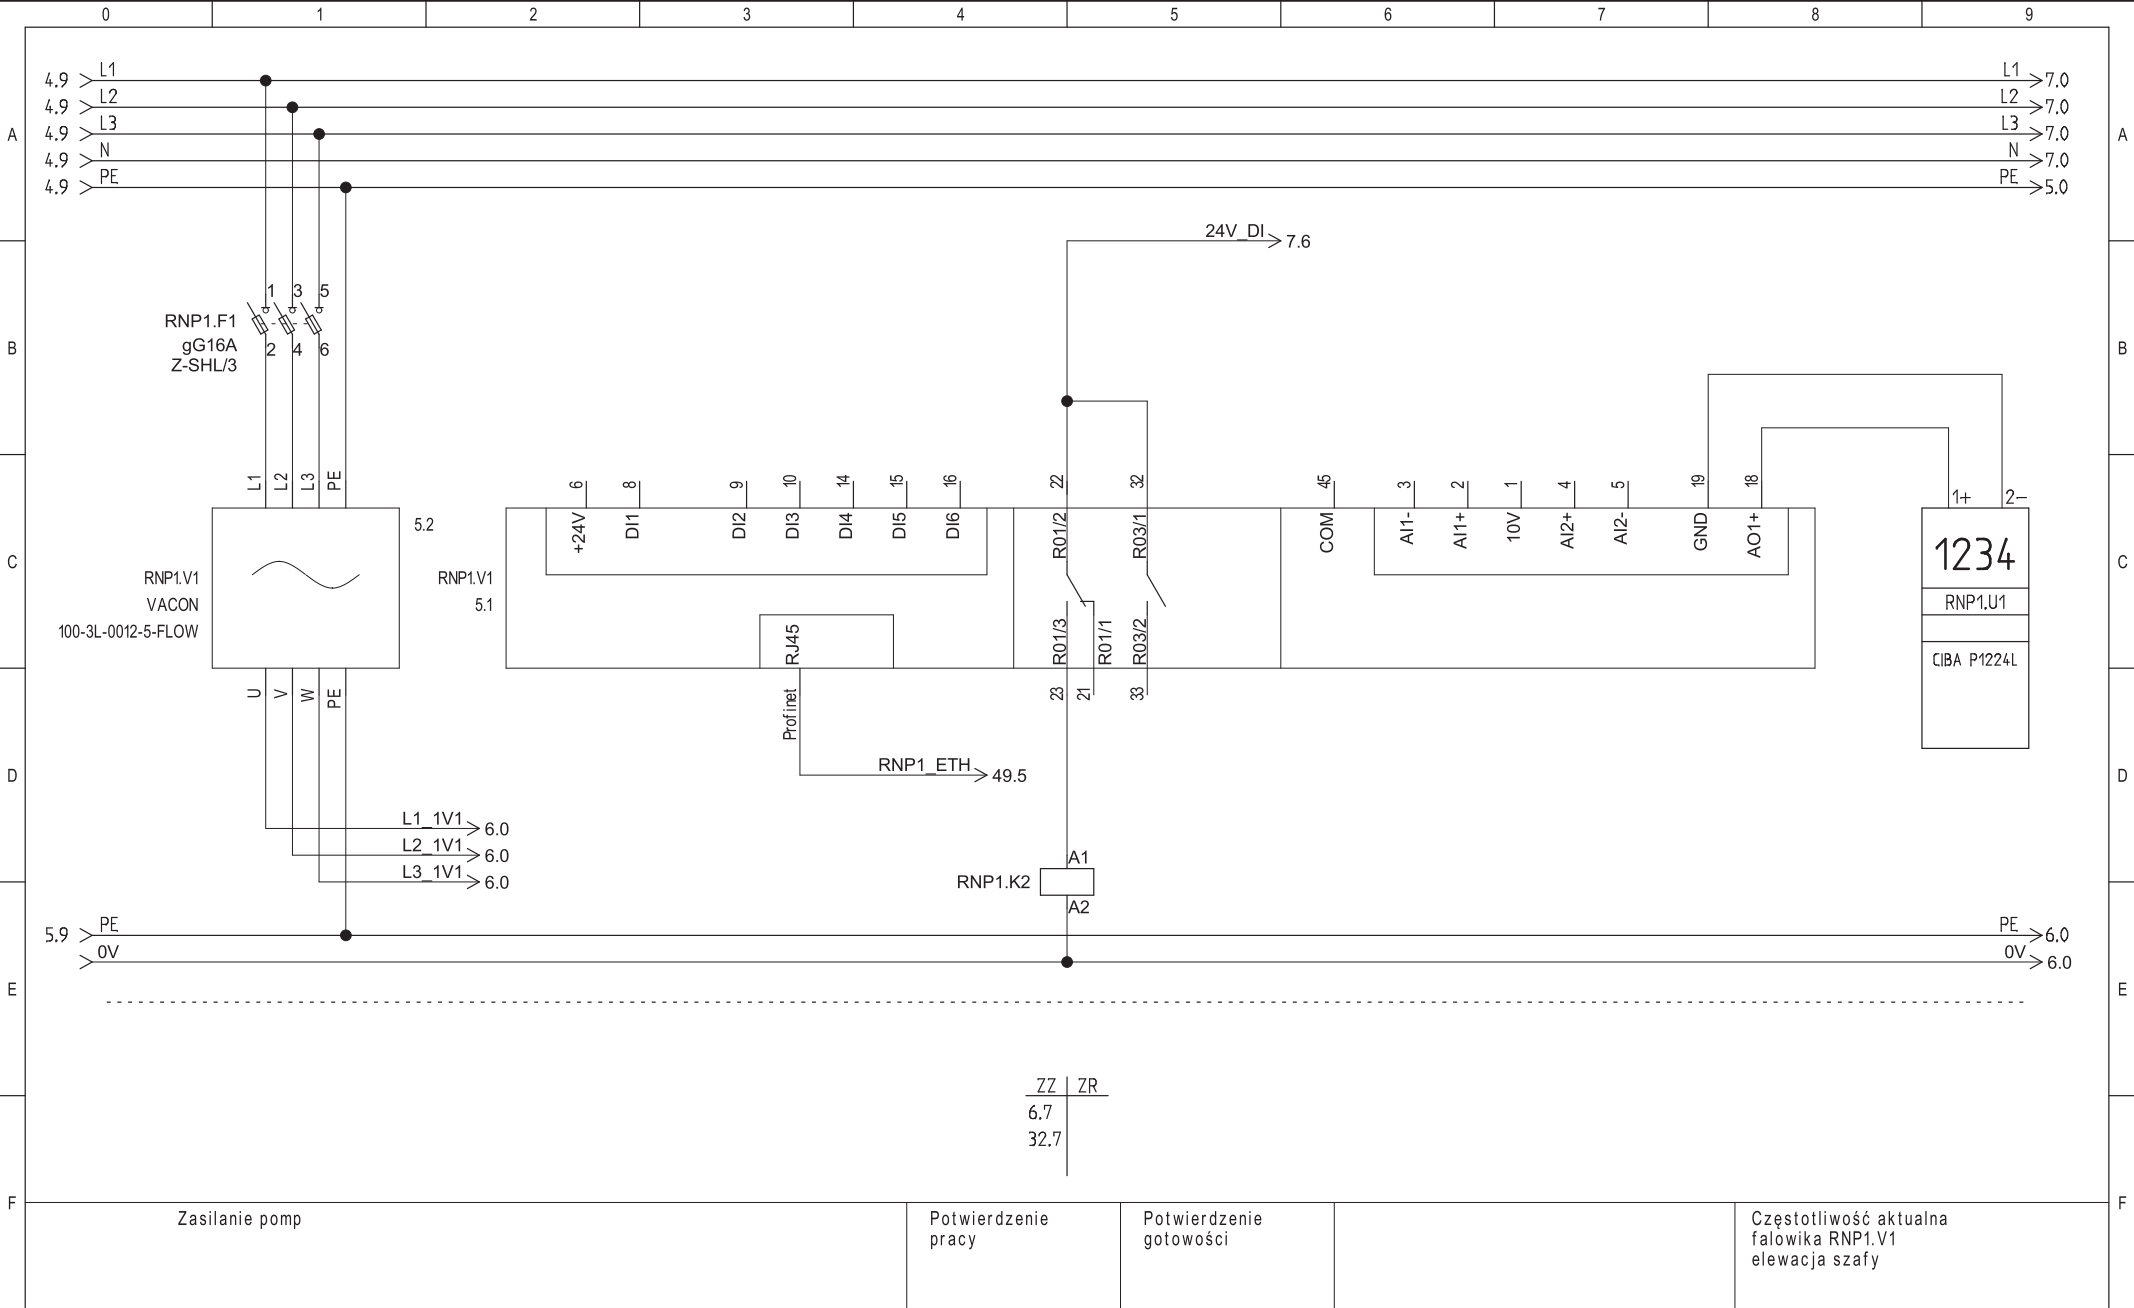 0 1 2 3 4 5 6 7 8 9
4.9 L1 L1 7.0
4.9 L2 L2 7.0
A 4.9 L3 L3 7.0 A
4.9 N N 7.0
4.9 PE PE 5.0
24V_DI 7.6
1 3 5
RNP1.F1
B gG16A 2 4 6 B
Z-SHL/3
L1 L2 L3 PE 6 8 9 10 14 15 16 22 32 45 3 2 1 4 5 19 18 1+ 2-
5.2 +24V DI1 DI2 DI3 DI4 DI5 DI6 R01/2 R03/1 COM AI1- AI1+ 10V AI2+ AI2- GND AO1+
C 1234 C
RNP1.V1 RNP1.V1
VACON 5.1 RNP1.U1
100-3L-0012-5-FLOW RJ45 R01/3 R01/1 R03/2
CIBA P1224L
U V W PE Profinet 23 21 33
D RNP1_ETH 49.5 D
L1_1V1 6.0
L2_1V1 6.0
L3_1V1 6.0
A1
RNP1.K2
A2
5.9 PE PE 6.0
0V 0V 6.0
E E
ZZ ZR
6.7
32.7
F F
Zasilanie pomp
Potwierdzenie
pracy
Potwierdzenie
gotowości
Częstotliwość aktualna
falowika RNP1.V1
elewacja szafy